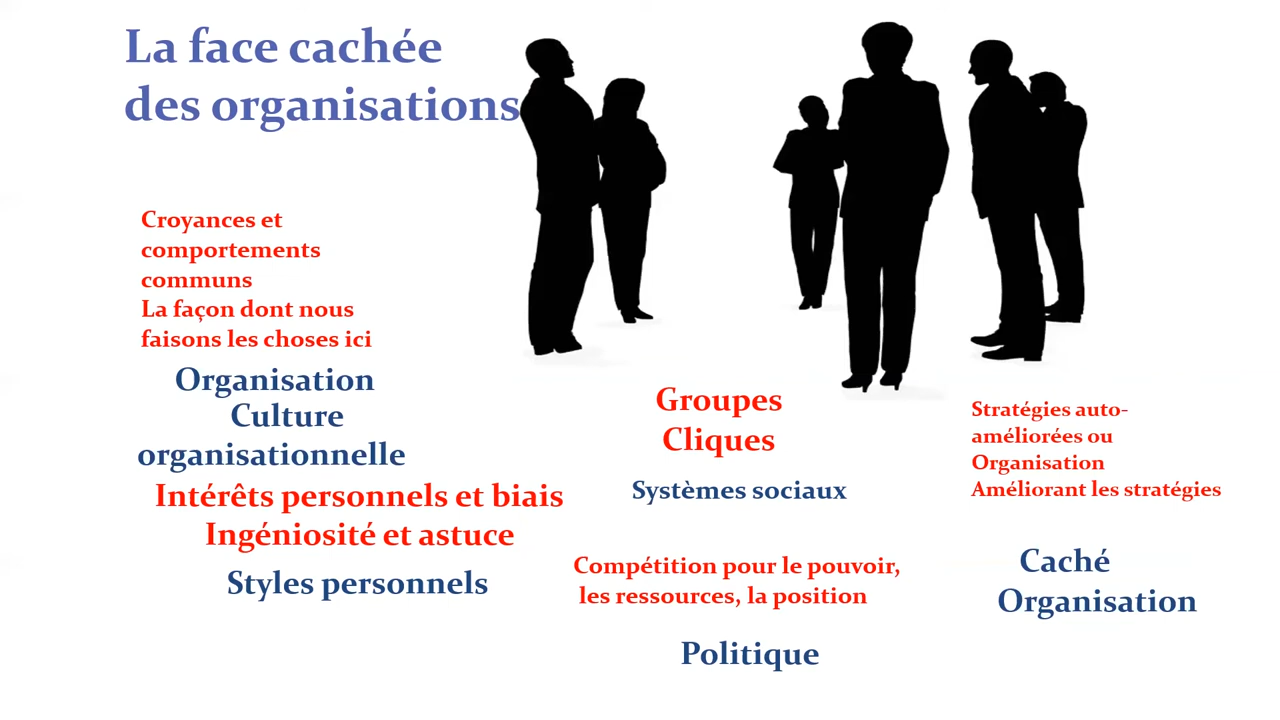 La face cachée
des organisations
Croyances et
comportements
communs
La façon dont nous
faisons les choses ici
Organisation
Culture
organisationnelle
Intérêts personnels et biais
Ingéniosité et astuce
Styles personnels
Groupes
Cliques
Systèmes sociaux
Compétition pour le pouvoir,
les ressources, la position
Politique
Stratégies auto-
améliorées ou
Organisation
Améliorant les stratégies
Caché
Organisation